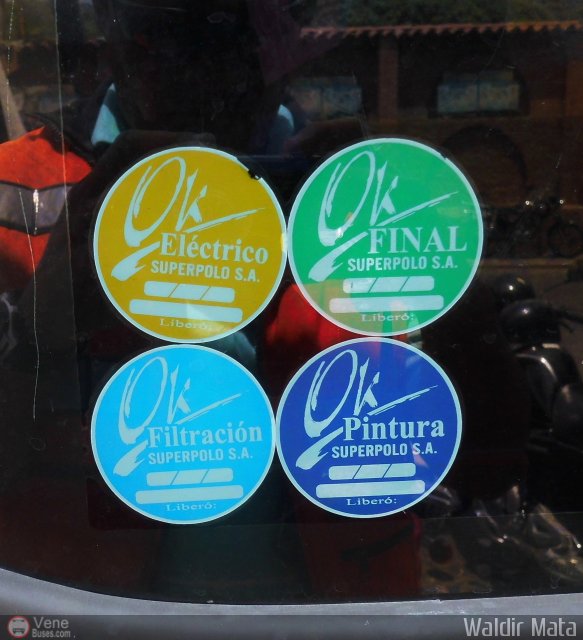 Ok
Eléctrico
SUPERPOLO S.A.
Liberó:
Ok
FINAL
SUPERPOLO S.A.
Liberó:
Ok
Filtración
SUPERPOLO S.A.
Liberó:
Ok
Pintura
SUPERPOLO S.A.
Liberó:
Vene
Buses.com
Waldir Mata